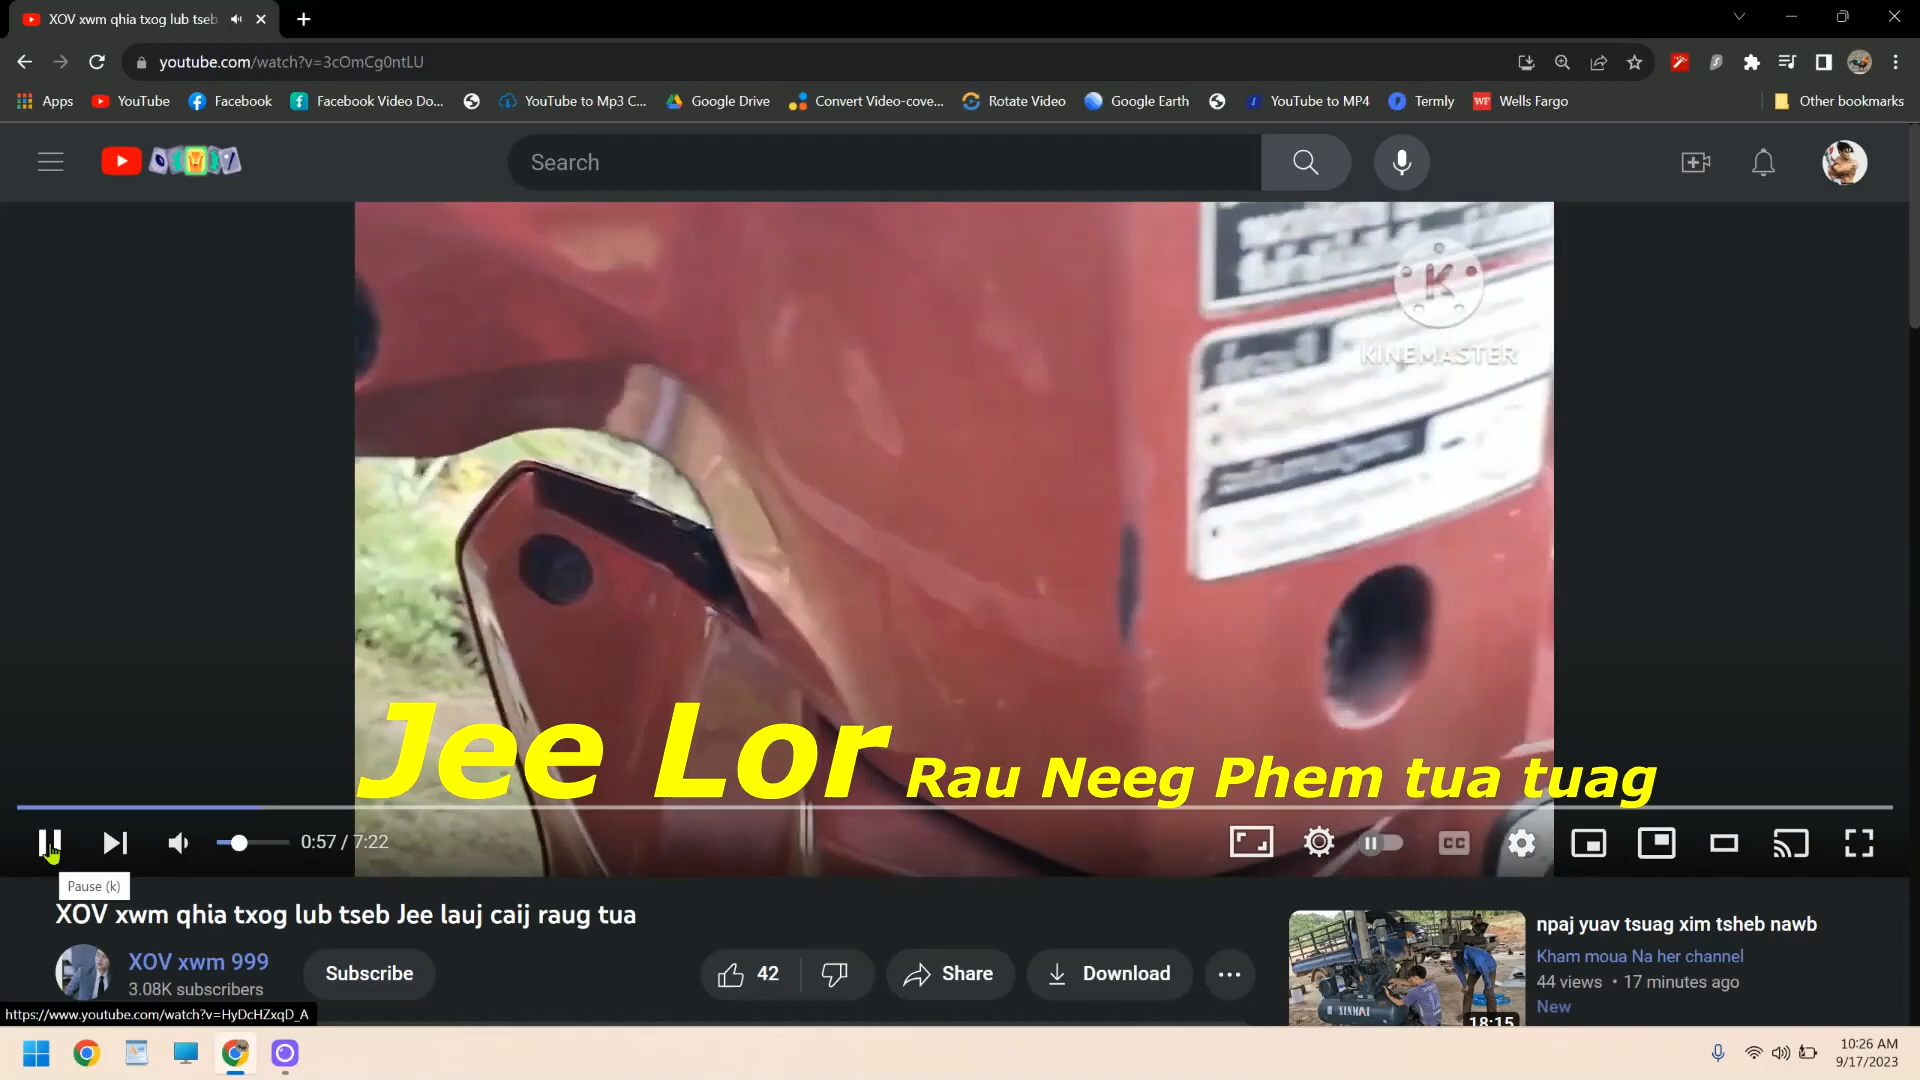 XOV xwm qhia txog lub tseb
youtube.com/watch?v=3cOmCg0ntLU
Apps
YouTube
Facebook
Facebook Video Do...
YouTube to Mp3 C...
Google Drive
Convert Video-cove...
Rotate Video
Google Earth
YouTube to MP4
Termly
WF
Wells Fargo
Other bookmarks
Search
K
KINEMASTER
Jee Lor Rau Neeg Phem tua tuag
0:57 / 7:22
CC
Pause (k)
XOV xwm qhia txog lub tseb Jee lauj caij raug tua
XOV xwm 999
3.08K subscribers
Subscribe
42
Share
Download
XINMAI
18:15
npaj yuav tsuag xim tsheb nawb
Kham moua Na her channel
44 views • 17 minutes ago
New
https://www.youtube.com/watch?v=HyDcHZxqD_A
10:26 AM
9/17/2023